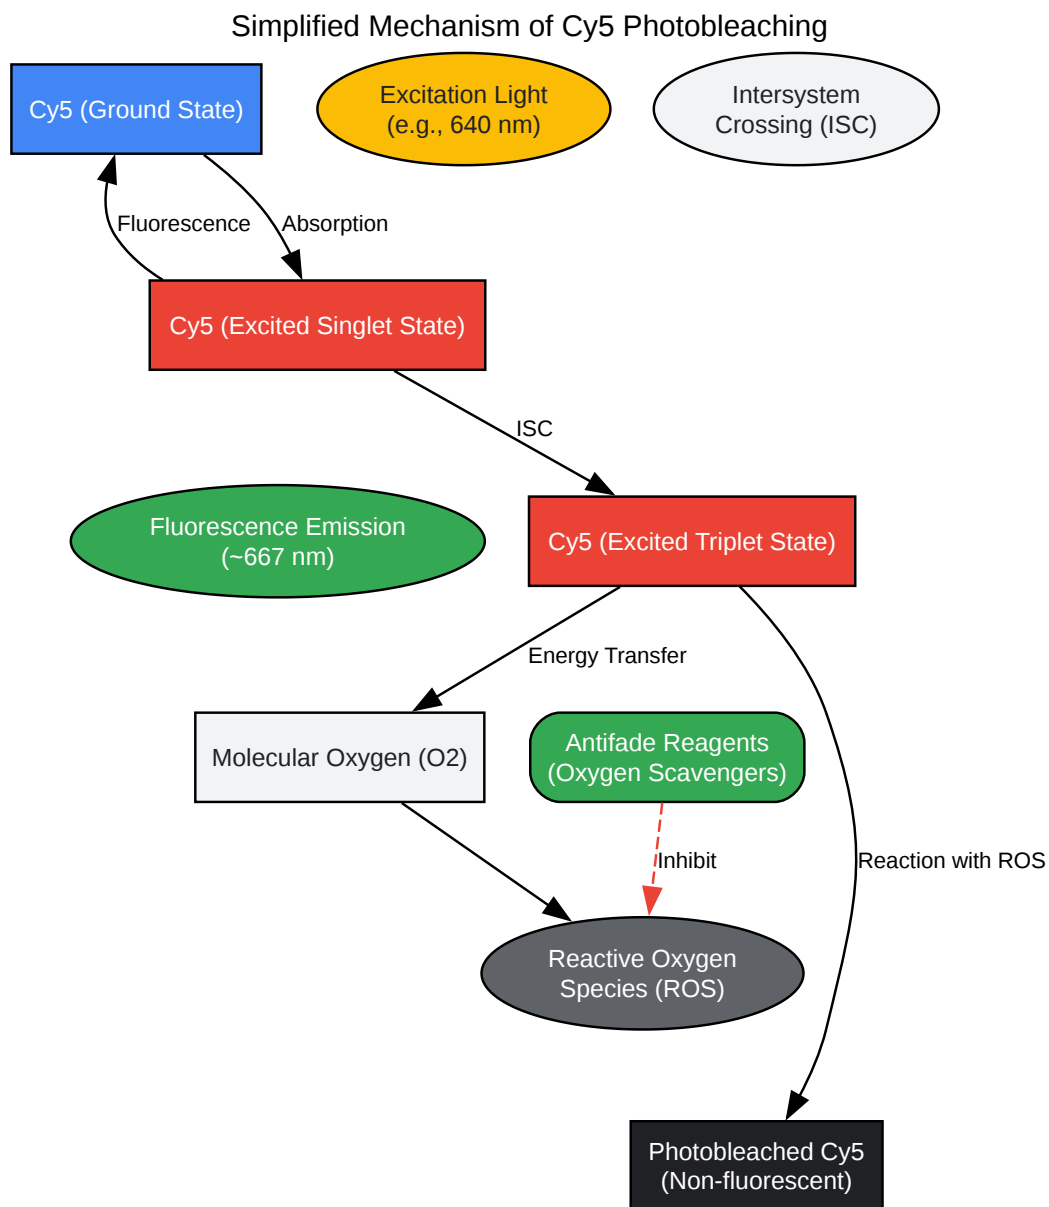 Simplified Mechanism of Cy5 Photobleaching
Cy5 (Ground State)
Excitation Light
(e.g., 640 nm)
Intersystem
Crossing (ISC)
Fluorescence
Absorption
Cy5 (Excited Singlet State)
ISC
Fluorescence Emission
(~667 nm)
Cy5 (Excited Triplet State)
Energy Transfer
Molecular Oxygen (O2)
Antifade Reagents
(Oxygen Scavengers)
Inhibit
Reaction with ROS
Reactive Oxygen
Species (ROS)
Photobleached Cy5
(Non-fluorescent)